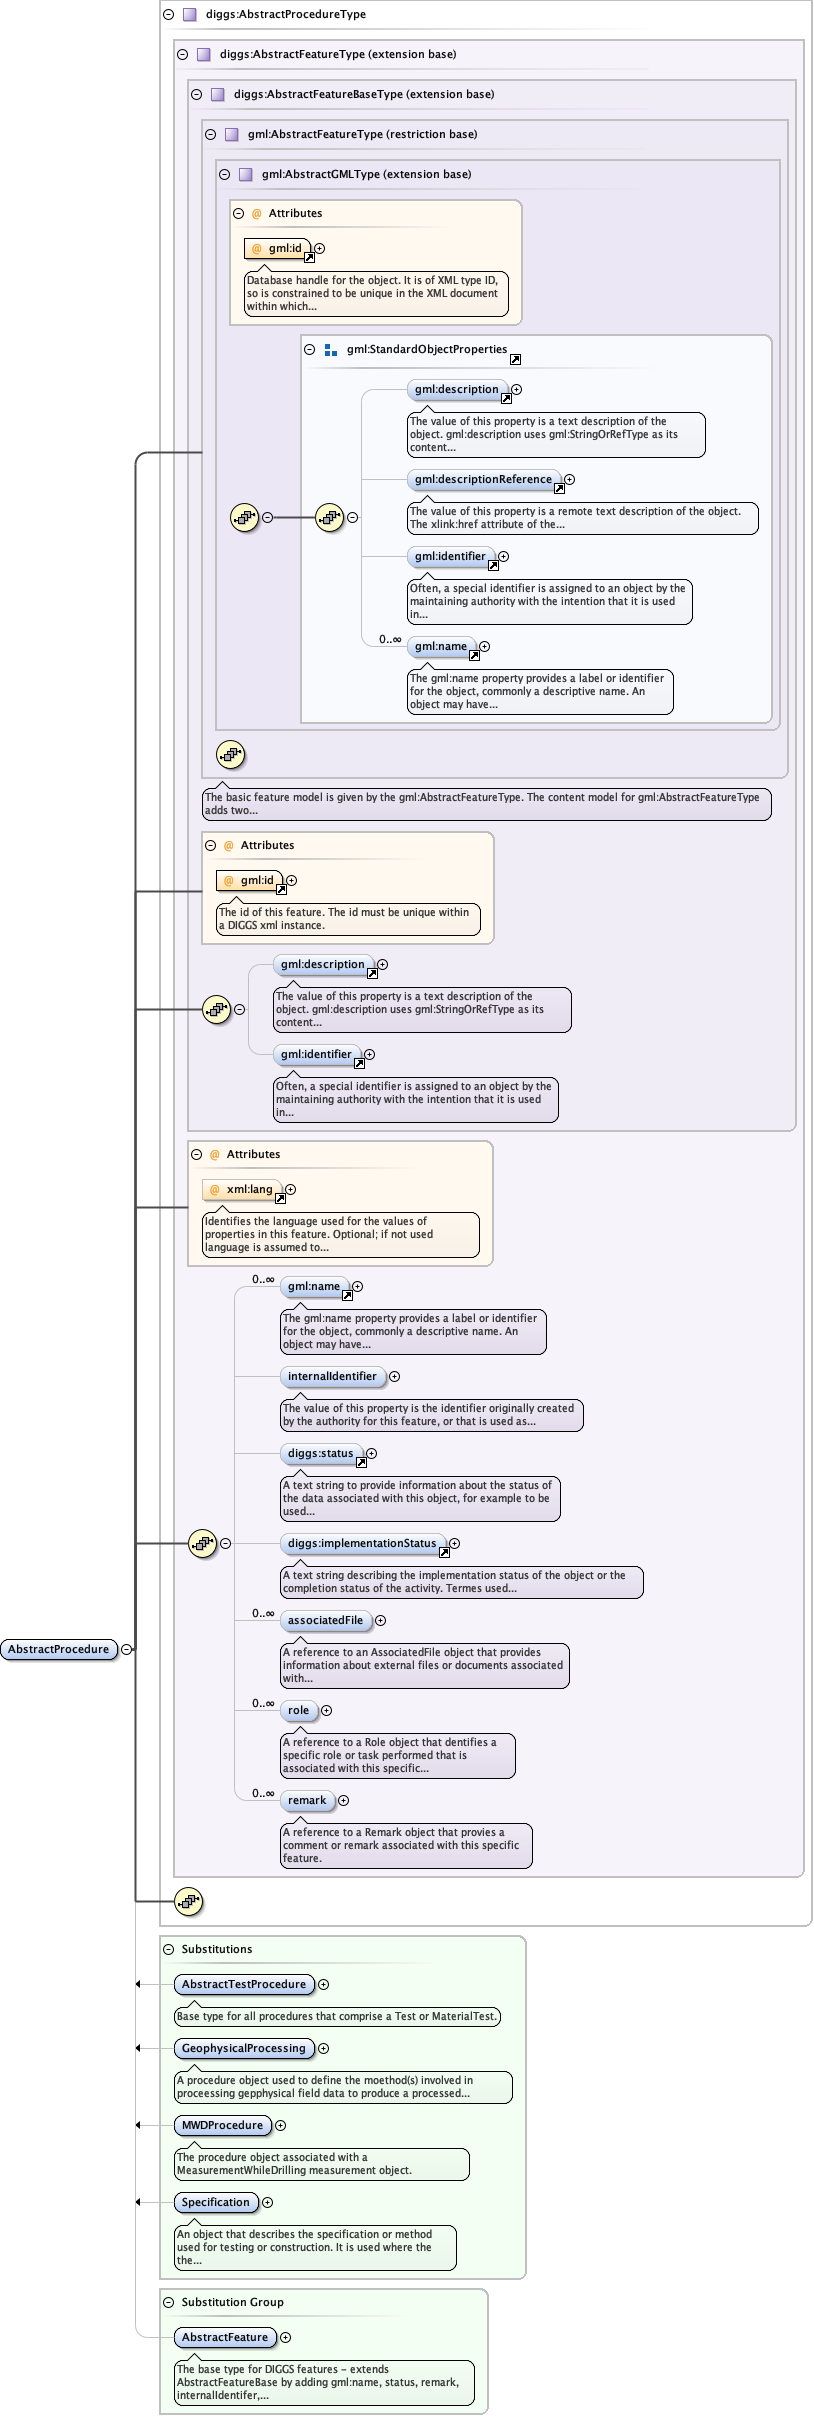 diggs:AbstractProcedureType
diggs:AbstractFeatureType (extension base)
diggs:AbstractFeatureBaseType (extension base)
gml:AbstractFeatureType (restriction base)
gml:AbstractGMLType (extension base)
@ Attributes
@ gml:id
Database handle for the object. It is of XML type ID,
so is constrained to be unique in the XML document
within which...
gml:StandardObjectProperties
gml:description
The value of this property is a text description of the
object. gml:description uses gml:StringOrRefType as its
content...
gml:descriptionReference
The value of this property is a remote text description of the object.
The xlink:href attribute of the...
gml:identifier
Often, a special identifier is assigned to an object by the
maintaining authority with the intention that it is used
in...
0..∞
gml:name
The gml:name property provides a label or identifier
for the object, commonly a descriptive name. An
object may have...
The basic feature model is given by the gml:AbstractFeatureType. The content model for gml:AbstractFeatureType
adds two...
@ Attributes
@ gml:id
The id of this feature. The id must be unique within
a DIGGS xml instance.
gml:description
The value of this property is a text description of the
object. gml:description uses gml:StringOrRefType as its
content...
gml:identifier
Often, a special identifier is assigned to an object by the
maintaining authority with the intention that it is used
in...
@ Attributes
@ xml:lang
Identifies the language used for the values of
properties in this feature. Optional; if not used
language is assumed to...
0..∞
gml:name
The gml:name property provides a label or identifier
for the object, commonly a descriptive name. An
object may have...
internalIdentifier
The value of this property is the identifier originally created
by the authority for this feature, or that is used as...
diggs:status
A text string to provide information about the status of
the data associated with this object, for example to be
used...
diggs:implementationStatus
A text string describing the implementation status of the object or the
completion status of the activity. Termes used...
0..∞
associatedFile
A reference to an AssociatedFile object that provides
information about external files or documents associated
with...
AbstractProcedure
0..∞
role
A reference to a Role object that dentifies a
specific role or task performed that is
associated with this specific...
0..∞
remark
A reference to a Remark object that provies a
comment or remark associated with this specific
feature.
Substitutions
AbstractTestProcedure
Base type for all procedures that comprise a Test or MaterialTest.
GeophysicalProcessing
A procedure object used to define the moethod(s) involved in
proceessing gepphysical field data to produce a processed...
MWDProcedure
The procedure object associated with a
MeasurementWhileDrilling measurement object.
Specification
An object that describes the specification or method
used for testing or construction. It is used where the
the...
Substitution Group
AbstractFeature
The base type for DIGGS features - extends
AbstractFeatureBase by adding gml:name, status, remark,
internalIdentifer,...